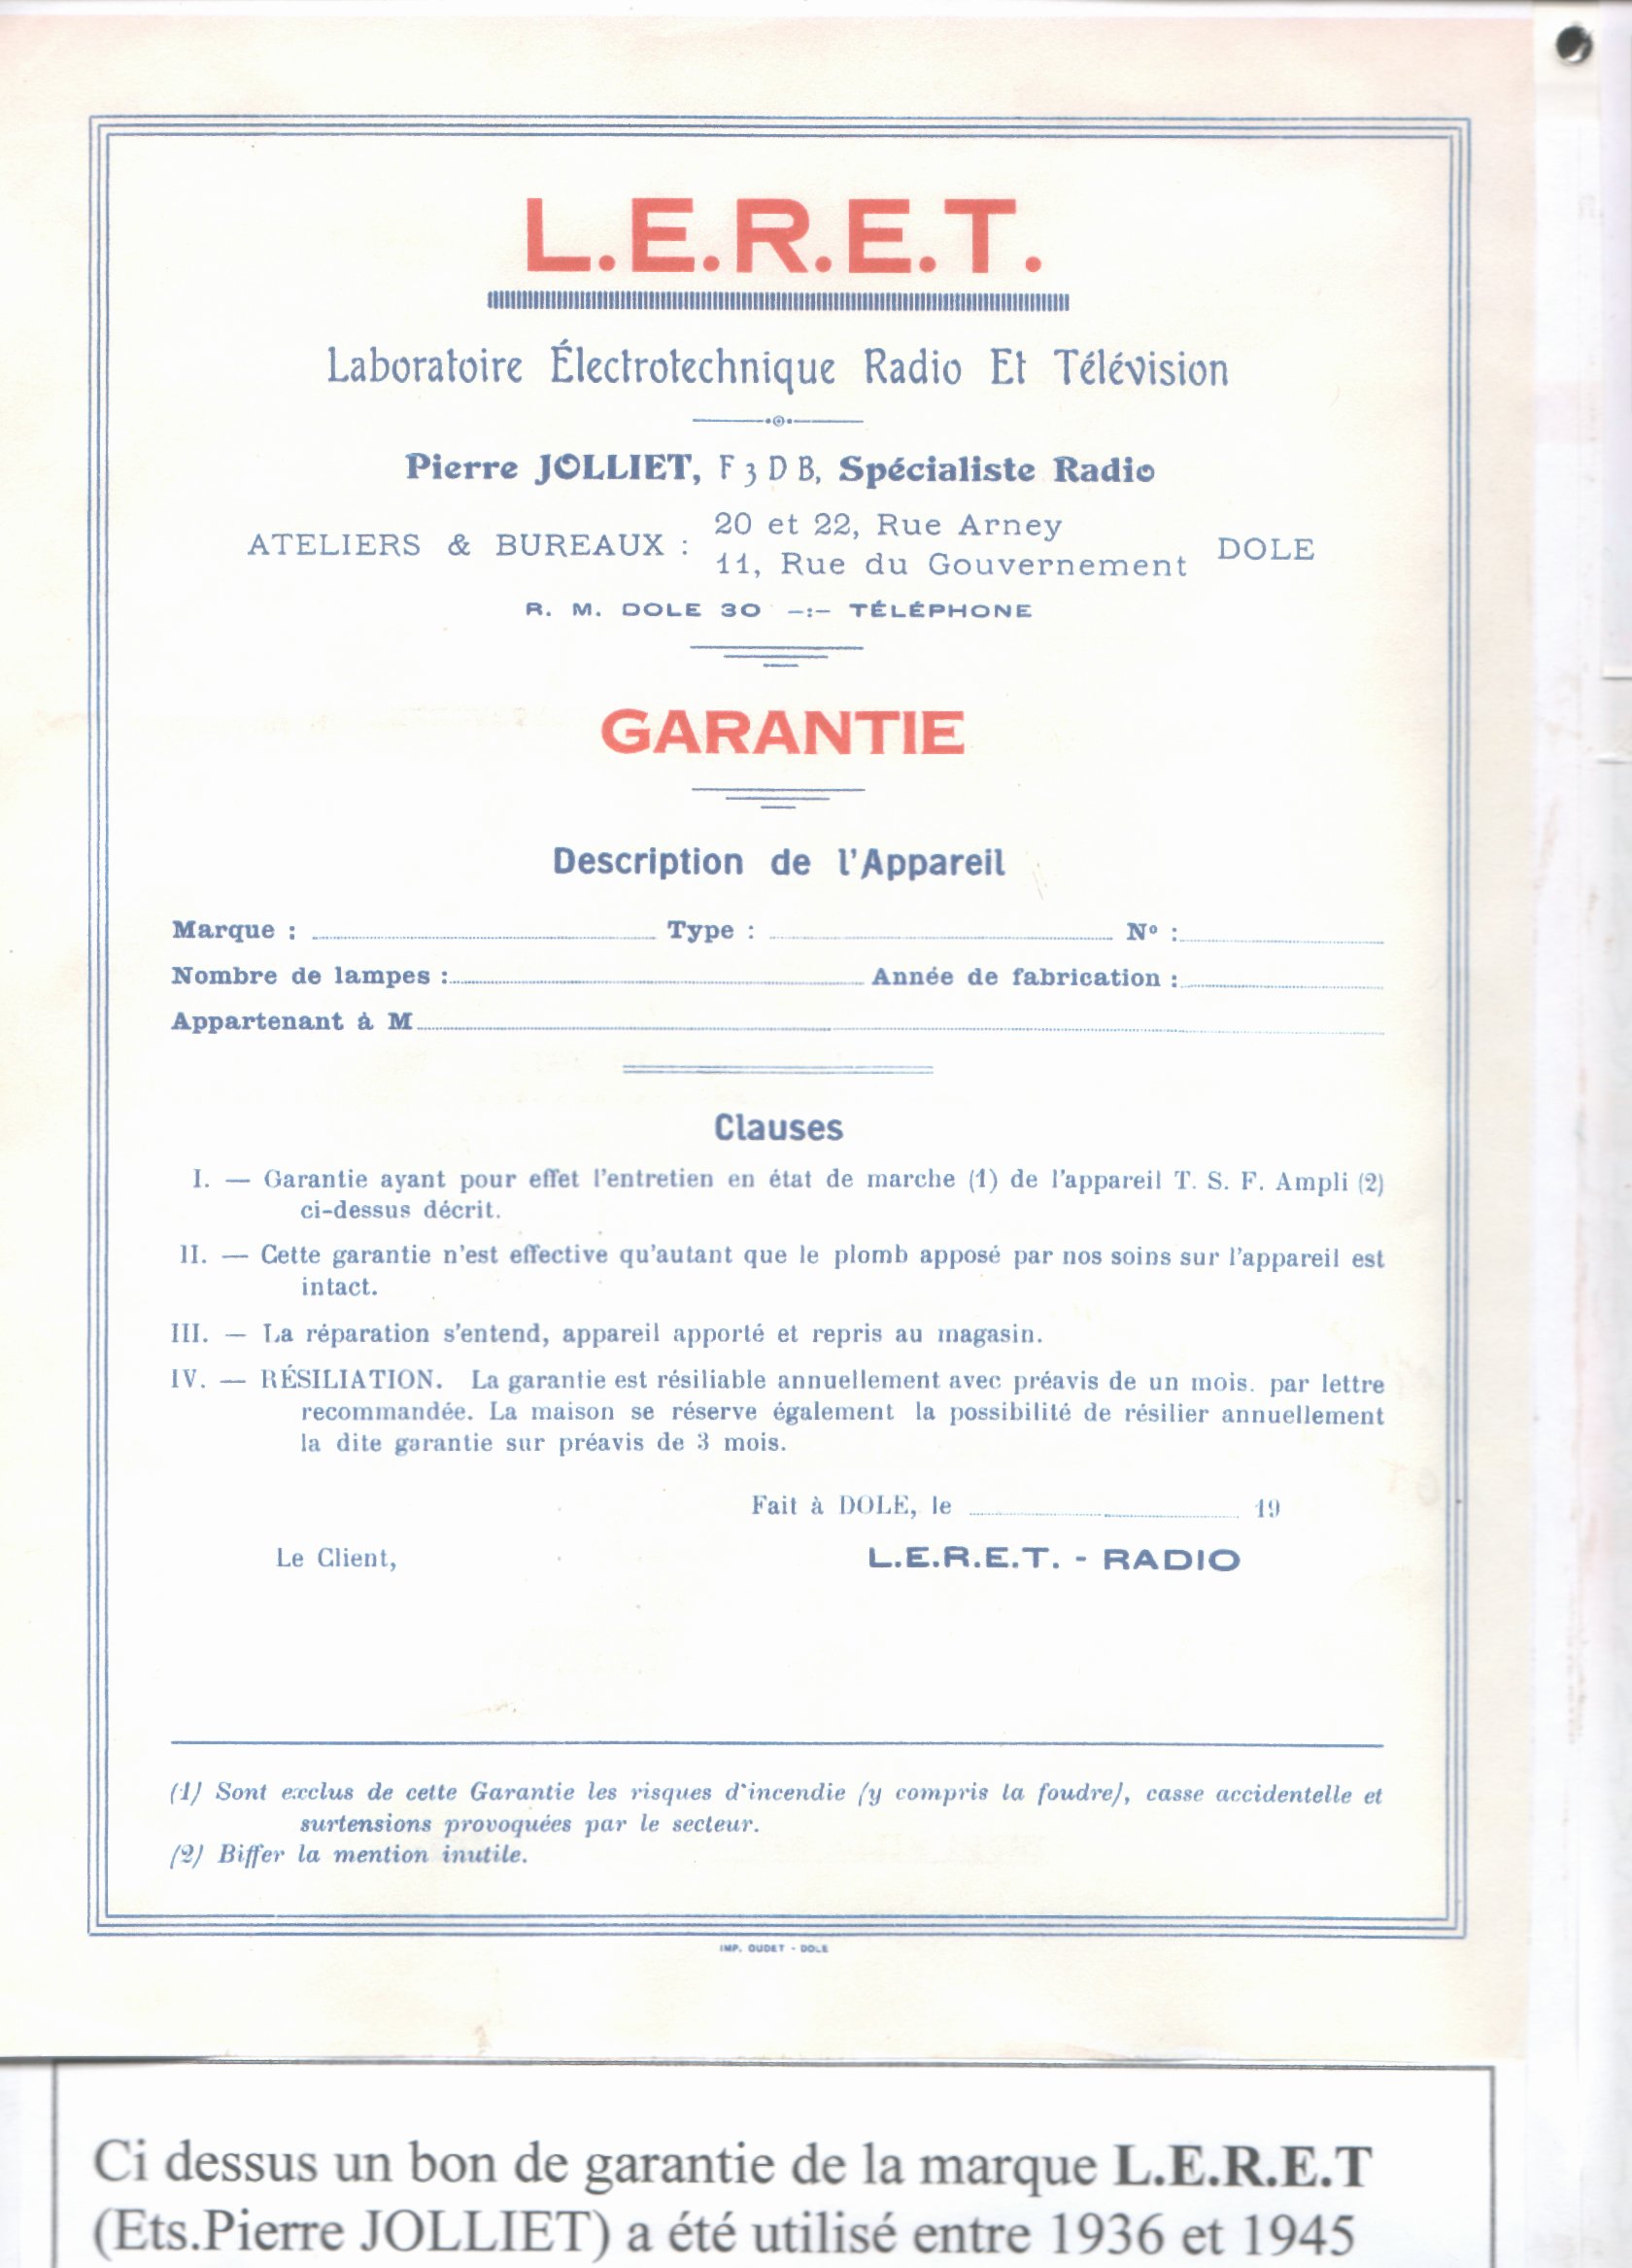 L.E.R.E.T.
Laboratoire Électrotechnique Radio Et Télévision
Pierre JOLLIET, F 3 D B, Spécialiste Radio
ATELIERS & BUREAUX : 20 et 22, Rue Arney
11, Rue du Gouvernement DOLE
R. M. DOLE 30 -:- TÉLÉPHONE
GARANTIE
Description de l'Appareil
Marque : Type : Nº :
Nombre de lampes : Année de fabrication :
Appartenant à M
Clauses
I. — Garantie ayant pour effet l'entretien en état de marche (1) de l'appareil T. S. F. Ampli (2)
ci-dessus décrit.
II. — Cette garantie n'est effective qu'autant que le plomb apposé par nos soins sur l'appareil est
intact.
III. — La réparation s'entend, appareil apporté et repris au magasin.
IV. — RÉSILIATION. La garantie est résiliable annuellement avec préavis de un mois. par lettre
recommandée. La maison se réserve également la possibilité de résilier annuellement
la dite garantie sur préavis de 3 mois.
Fait à DOLE, le 19
Le Client, L.E.R.E.T. - RADIO
(1) Sont exclus de cette Garantie les risques d'incendie (y compris la foudre), casse accidentelle et
surtensions provoquées par le secteur.
(2) Biffer la mention inutile.
IMP. OUDET - DOLE
Ci dessus un bon de garantie de la marque L.E.R.E.T
(Ets.Pierre JOLLIET) a été utilisé entre 1936 et 1945